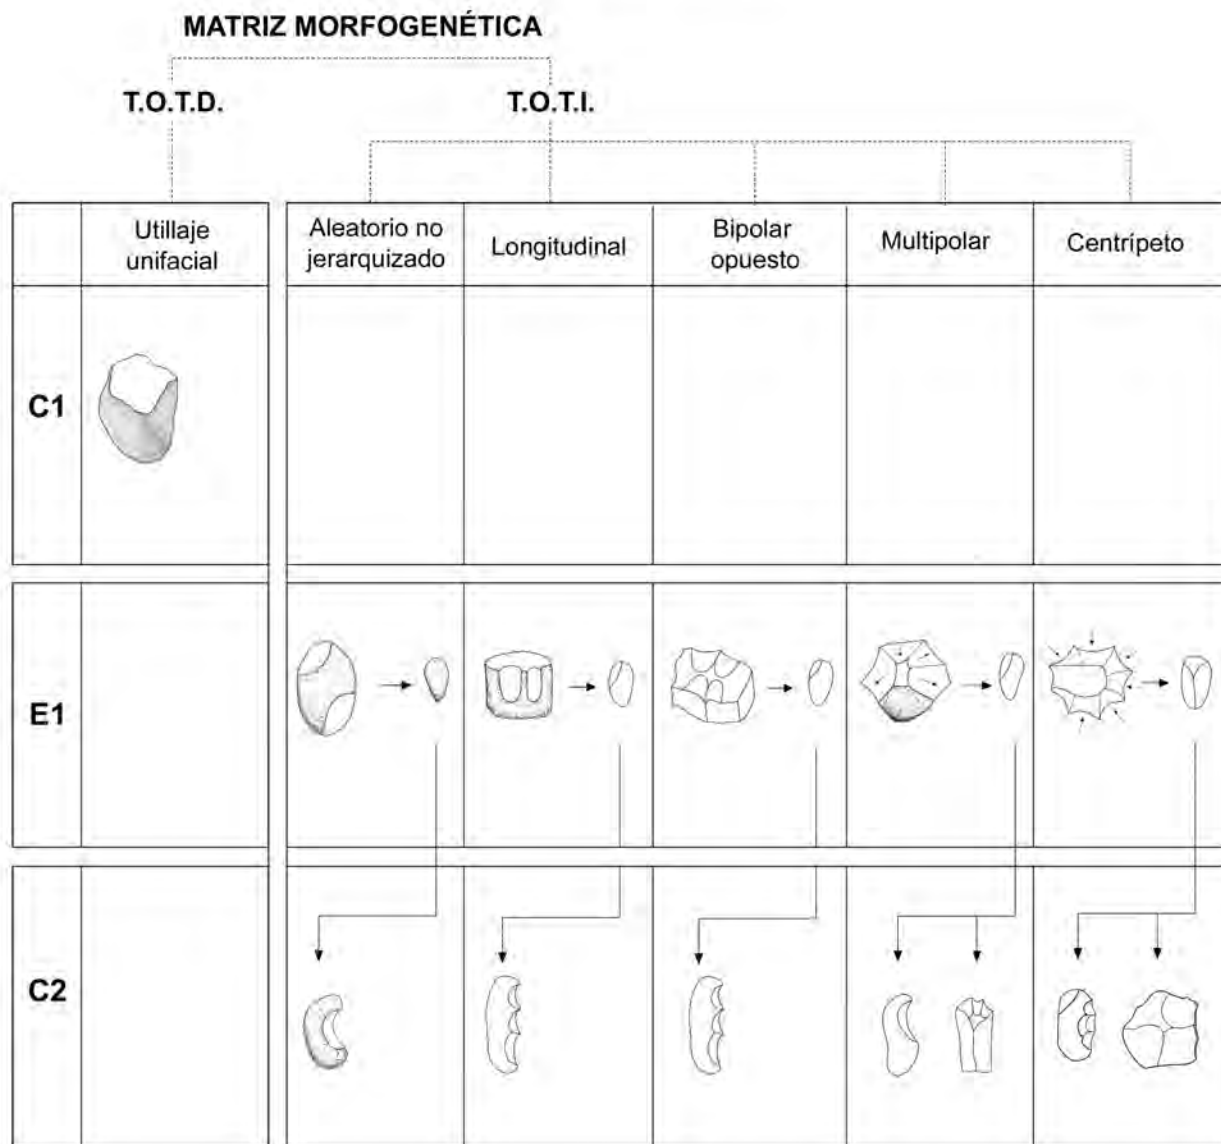 MATRIZ MORFOGENÉTICA
T.O.T.D.
T.O.T.I.
Utillaje
unifacial
Aleatorio no
jerarquizado
Longitudinal
Bipolar
opuesto
Multipolar
Centrípeto
C1
E1
C2